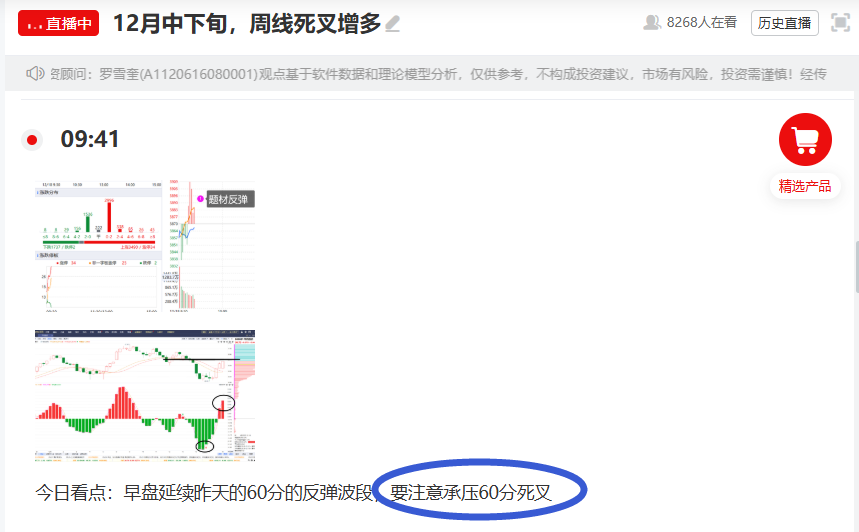 直播中
12月中下旬，周线死叉增多
8268人在看
历史直播
资顾问：罗雪奎(A1120616080001)观点基于软件数据和理论模型分析，仅供参考，不构成投资建议，市场有风险，投资需谨慎！经传
09:41
精选产品
题材反弹
今日看点：早盘延续昨天的60分的反弹波段，要注意承压60分死叉